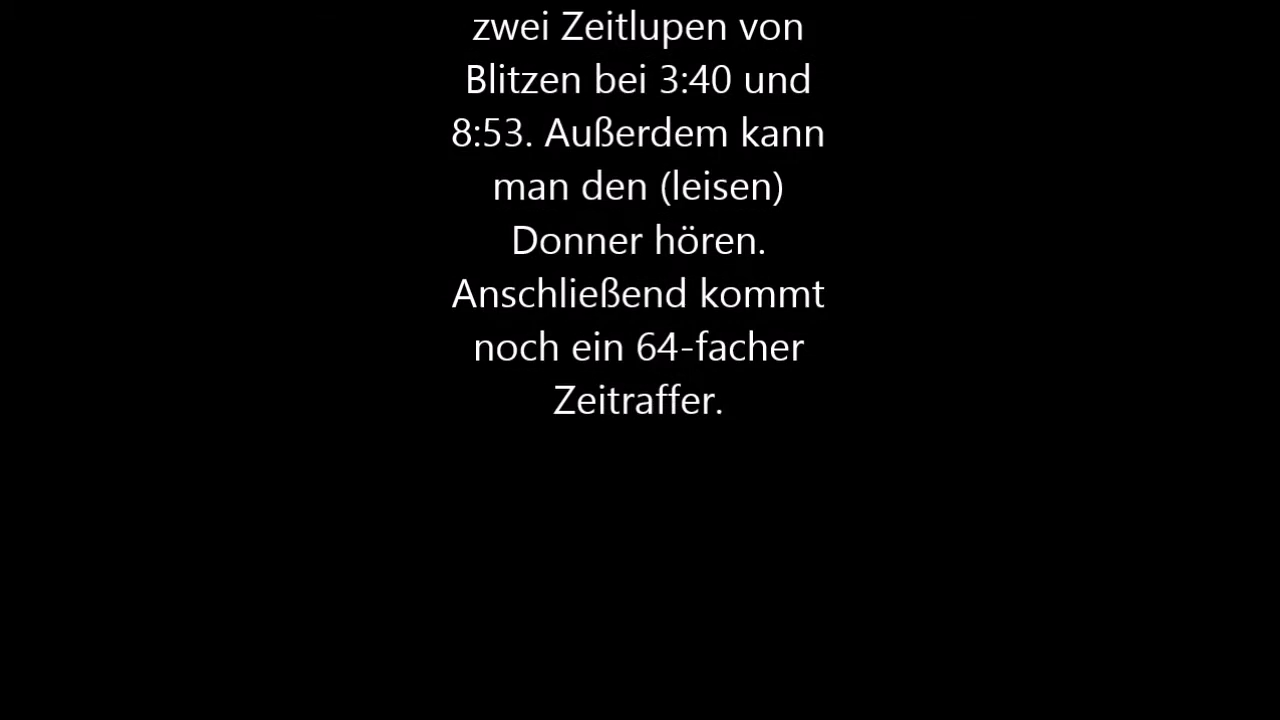 zwei Zeitlupen von
Blitzen bei 3:40 und
8:53. Außerdem kann
man den (leisen)
Donner hören.
Anschließend kommt
noch ein 64-facher
Zeitraffer.